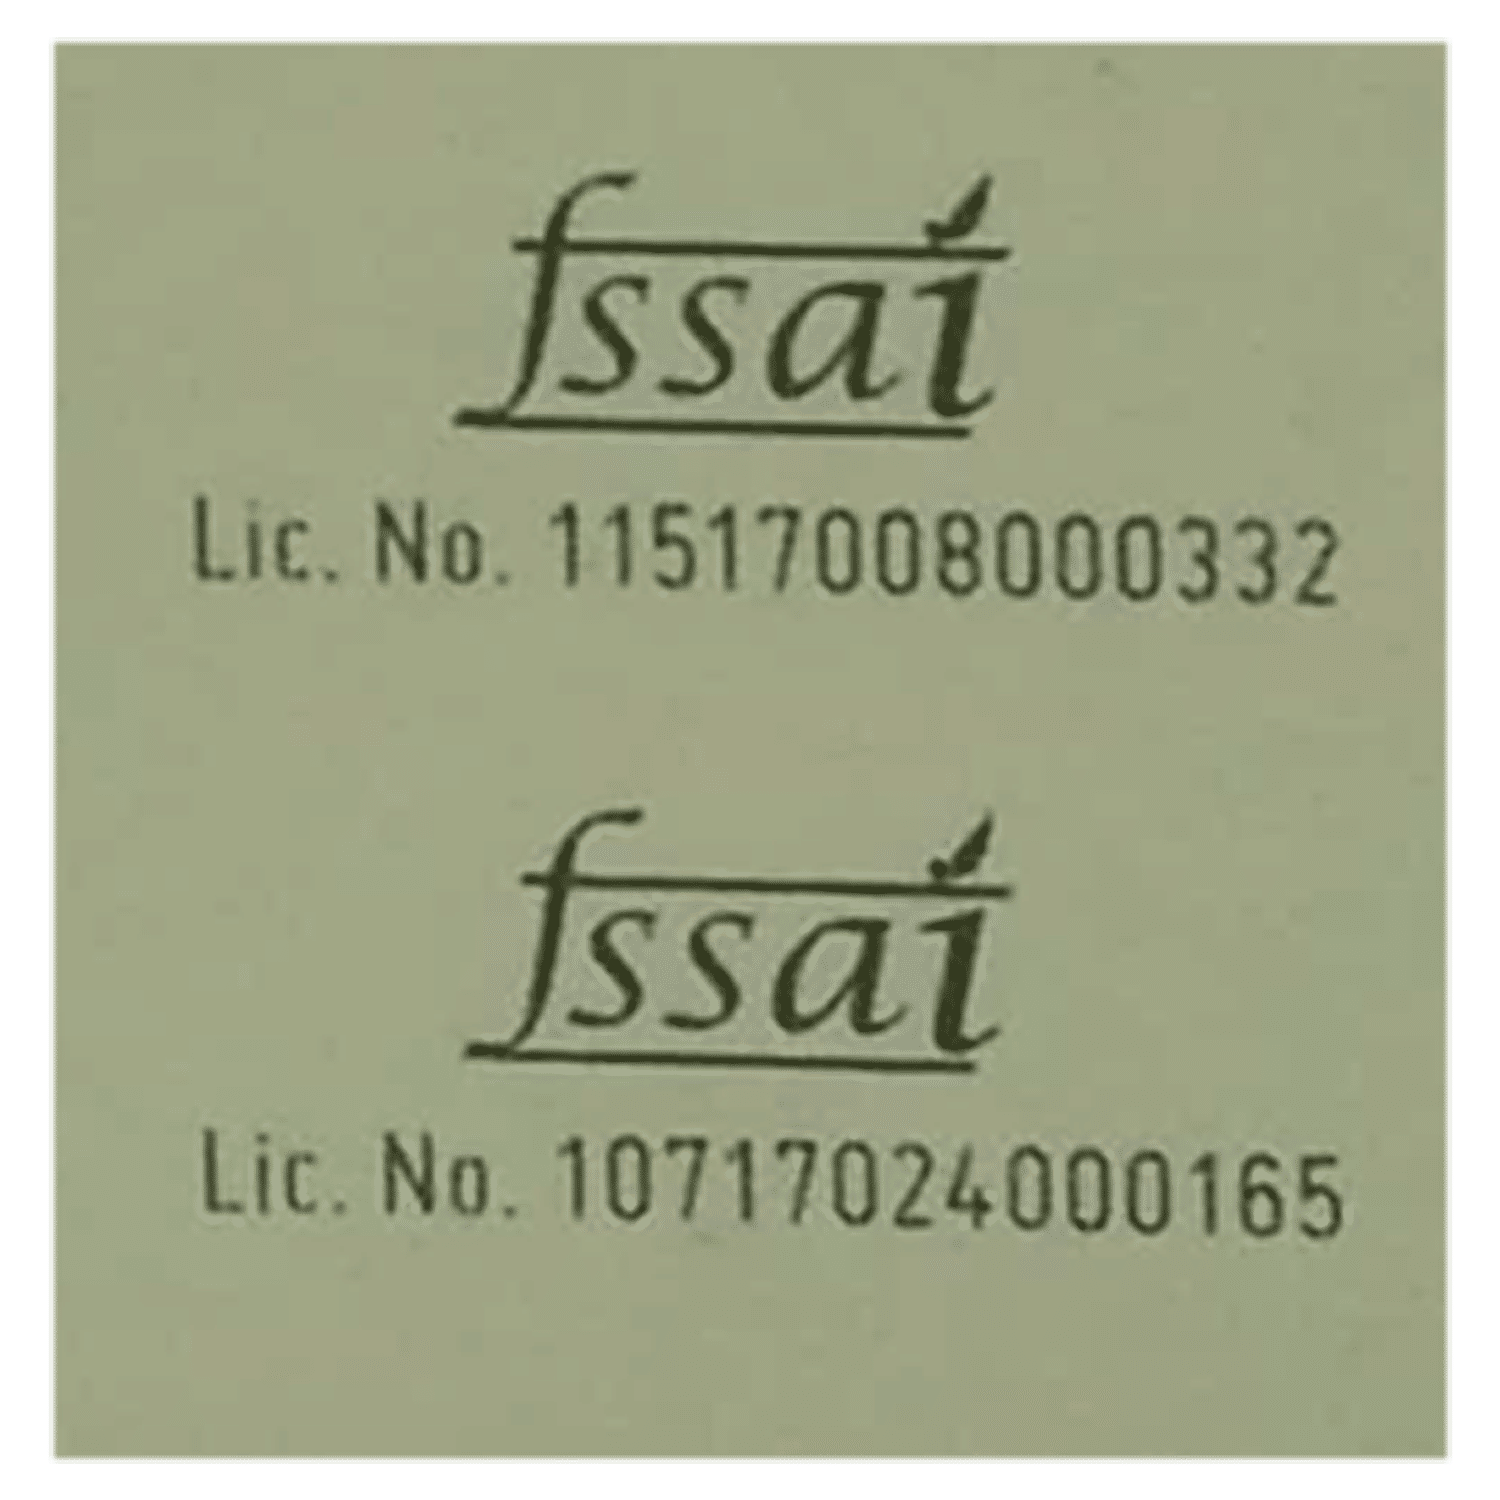 fssai
Lic. No. 11517008000332
fssai
Lic. No. 10717024000165